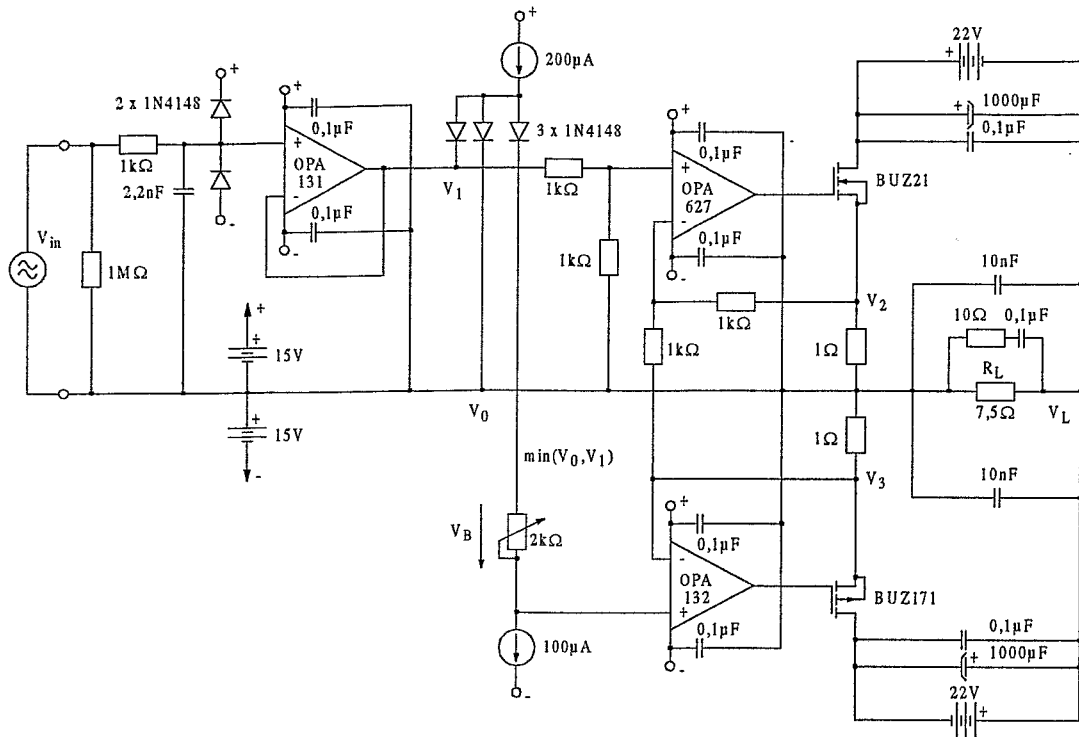 22V
+
+
200µA
+
1000µF
0,1µF
+
2 x 1N4148
+
0,1µF
3 x 1N4148
+
0,1µF
1kΩ
+
OPA
131
-
+
OPA
627
-
BUZ21
2,2nF
V1
1kΩ
0,1µF
-
0,1µF
-
-
Vin
1MΩ
1kΩ
10nF
V2
+
1kΩ
10Ω
0,1µF
+
15V
1kΩ
1Ω
RL
V0
7,5Ω
VL
+
15V
1Ω
-
min(V0,V1)
V3
10nF
+
VB
2kΩ
0,1µF
-
OPA
132
+
BUZ171
100µA
0,1µF
-
-
0,1µF
+
1000µF
22V
+